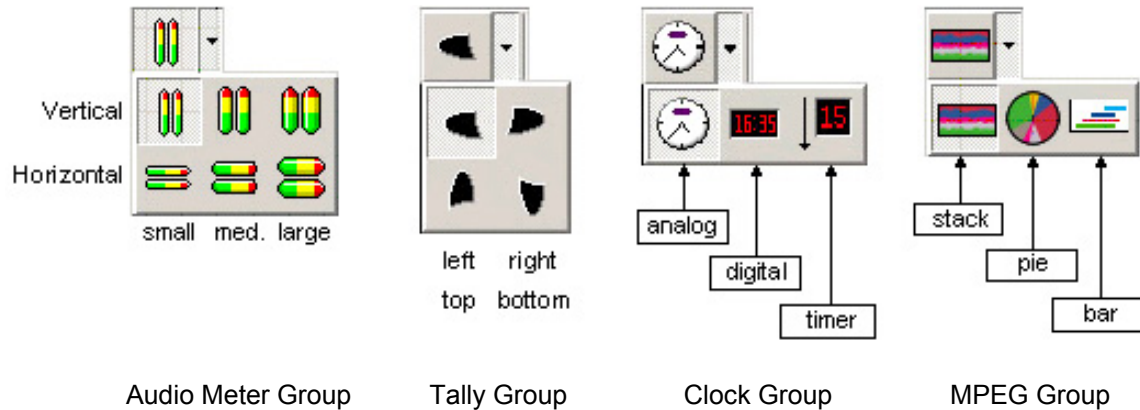 16:35
15
Vertical
Horizontal
small med. large
left right
top bottom
analog
digital
timer
stack
pie
bar
Audio Meter Group
Tally Group
Clock Group
MPEG Group